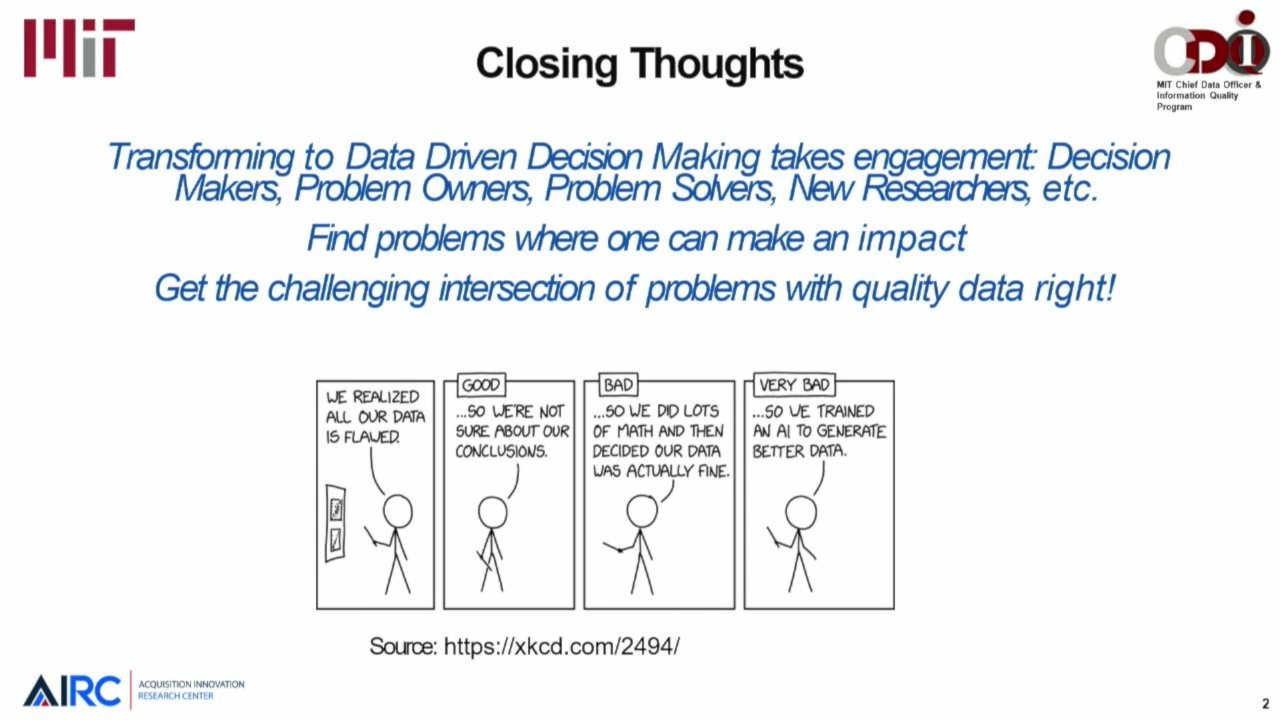 MIT
Closing Thoughts
CDOIQ
MIT Chief Data Officer &
Information Quality
Program
Transforming to Data Driven Decision Making takes engagement: Decision
Makers, Problem Owners, Problem Solvers, New Researchers, etc.
Find problems where one can make an impact
Get the challenging intersection of problems with quality data right!
WE REALIZED
ALL OUR DATA
IS FLAWED.
GOOD
...SO WE'RE NOT
SURE ABOUT OUR
CONCLUSIONS.
BAD
...SO WE DID LOTS
OF MATH AND THEN
DECIDED OUR DATA
WAS ACTUALLY FINE.
VERY BAD
...SO WE TRAINED
AN AI TO GENERATE
BETTER DATA.
Source: https://xkcd.com/2494/
AIRC
ACQUISITION INNOVATION
RESEARCH CENTER
2